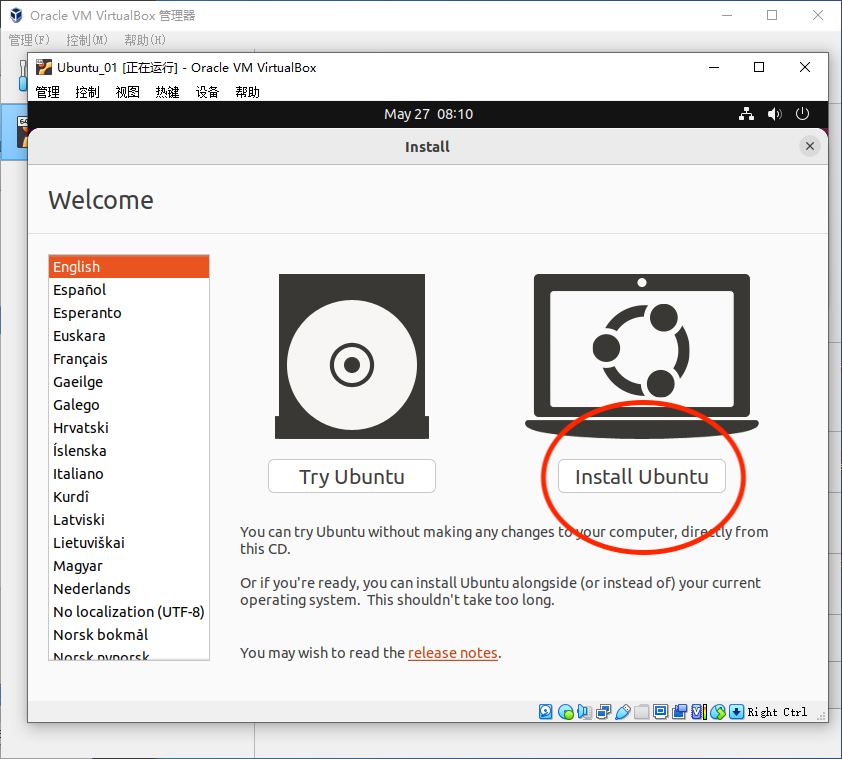 Oracle VM VirtualBox 管理器
管理(F) 控制(M) 帮助(H)
Ubuntu_01 [正在运行] - Oracle VM VirtualBox
管理 控制 视图 热键 设备 帮助
64
May 27 08:10
Install
Welcome
English
Español
Esperanto
Euskara
Français
Gaeilge
Galego
Hrvatski
Íslenska
Italiano
Kurdî
Latviski
Lietuviškai
Magyar
Nederlands
No localization (UTF-8)
Norsk bokmål
Norsk nynorsk
Try Ubuntu
Install Ubuntu
You can try Ubuntu without making any changes to your computer, directly from
this CD.
Or if you're ready, you can install Ubuntu alongside (or instead of) your current
operating system. This shouldn't take too long.
You may wish to read the release notes.
Right Ctrl